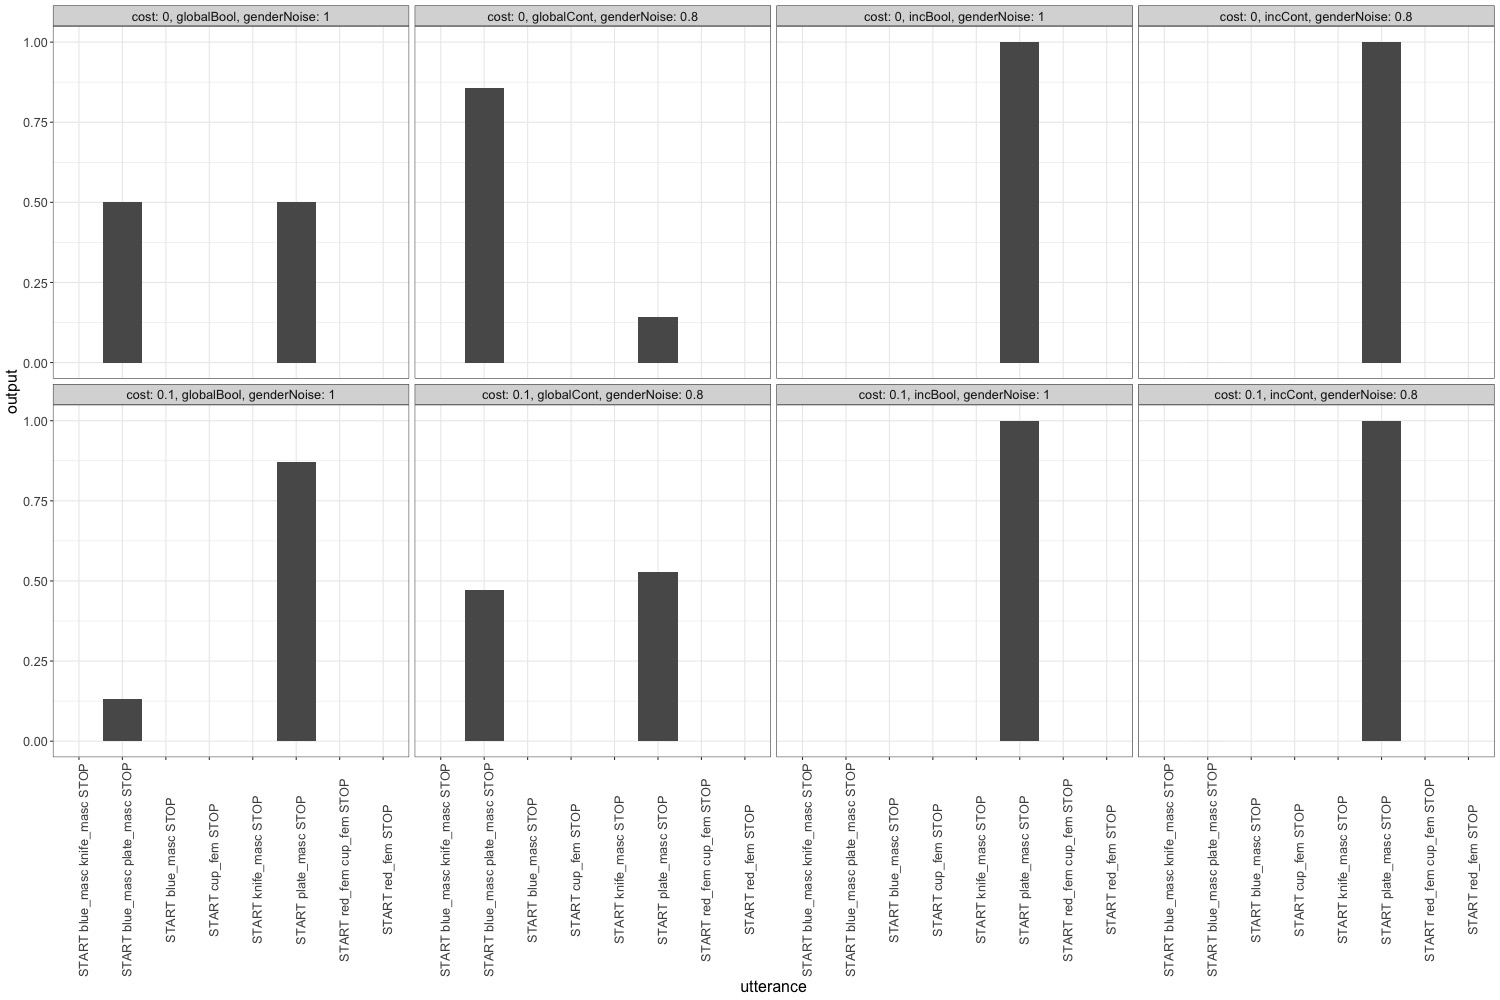 cost: 0, globalBool, genderNoise: 1
cost: 0, globalCont, genderNoise: 0.8
cost: 0, incBool, genderNoise: 1
cost: 0, incCont, genderNoise: 0.8
1.00
0.75
0.50
0.25
0.00
cost: 0.1, globalBool, genderNoise: 1
cost: 0.1, globalCont, genderNoise: 0.8
cost: 0.1, incBool, genderNoise: 1
cost: 0.1, incCont, genderNoise: 0.8
1.00
0.75
0.50
0.25
0.00
output
START blue_masc knife_masc STOP
START blue_masc plate_masc STOP
START blue_masc STOP
START cup_fem STOP
START knife_masc STOP
START plate_masc STOP
START red_fem cup_fem STOP
START red_fem STOP
START blue_masc knife_masc STOP
START blue_masc plate_masc STOP
START blue_masc STOP
START cup_fem STOP
START knife_masc STOP
START plate_masc STOP
START red_fem cup_fem STOP
START red_fem STOP
START blue_masc knife_masc STOP
START blue_masc plate_masc STOP
START blue_masc STOP
START cup_fem STOP
START knife_masc STOP
START plate_masc STOP
START red_fem cup_fem STOP
START red_fem STOP
START blue_masc knife_masc STOP
START blue_masc plate_masc STOP
START blue_masc STOP
START cup_fem STOP
START knife_masc STOP
START plate_masc STOP
START red_fem cup_fem STOP
START red_fem STOP
utterance